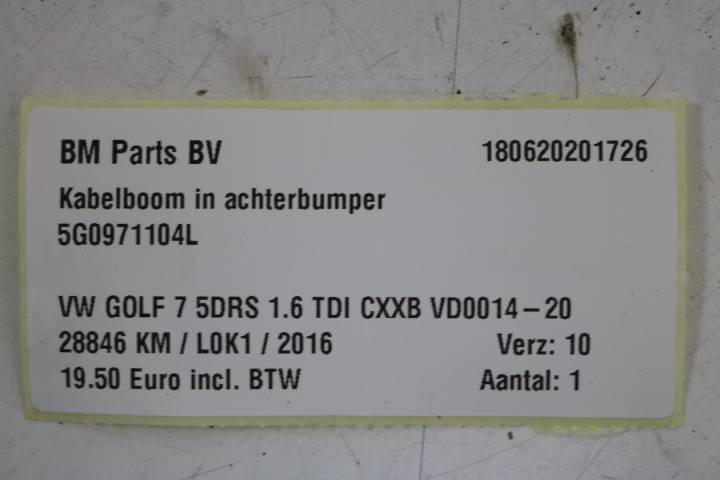 BM Parts BV 180620201726
Kabelboom in achterbumper
5G0971104L
VW GOLF 7 5DRS 1.6 TDI CXXB VD0014-20
28846 KM / L0K1 / 2016 Verz: 10
19.50 Euro incl. BTW Aantal: 1